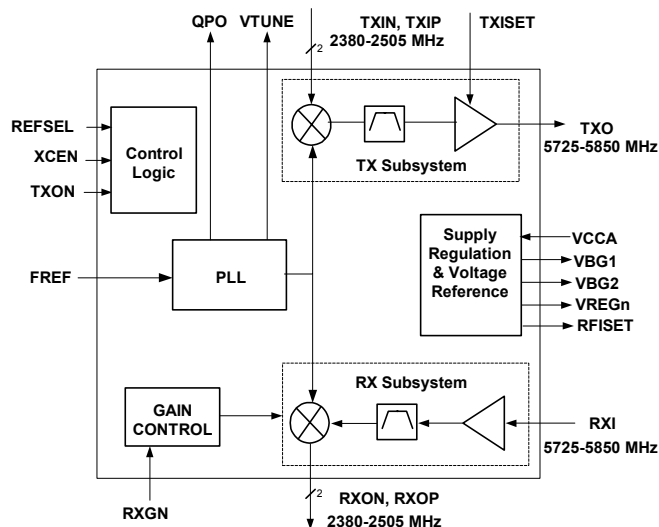 QPO VTUNE
TXIN, TXIP
2380-2505 MHz
TXISET
2
REFSEL
XCEN
TXON
Control
Logic
TX Subsystem
TXO
5725-5850 MHz
FREF
PLL
Supply
Regulation
& Voltage
Reference
VCCA
VBG1
VBG2
VREGn
RFISET
RX Subsystem
GAIN
CONTROL
RXI
5725-5850 MHz
RXGN
2
RXON, RXOP
2380-2505 MHz